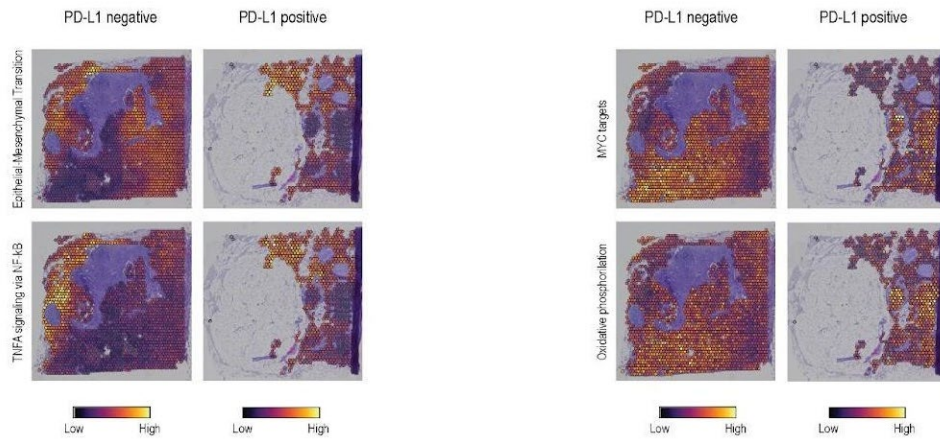 PD-L1 negative
PD-L1 positive
PD-L1 negative
PD-L1 positive
Epithelial-Mesenchymal Transition
MYC targets
TNFA signaling via NF-kB
Oxidative phosphorilation
Low
High
Low
High
Low
High
Low
High